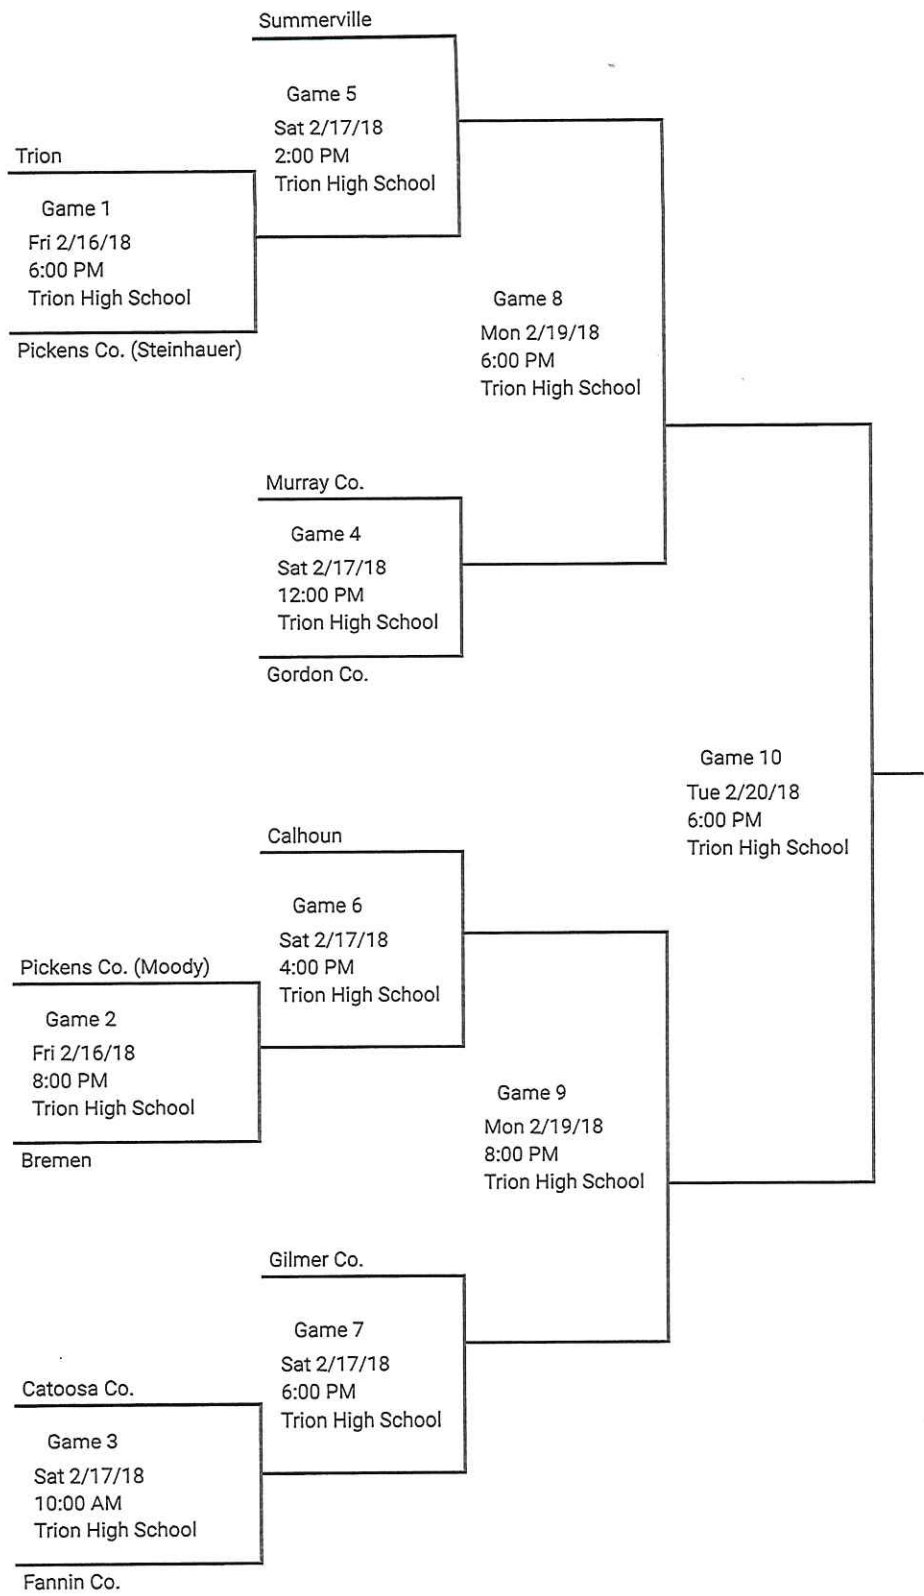 Summerville
Game 5
Sat 2/17/18
2:00 PM
Trion High School
Trion
Game 1
Fri 2/16/18
6:00 PM
Trion High School
Pickens Co. (Steinhauer)
Game 8
Mon 2/19/18
6:00 PM
Trion High School
Murray Co.
Game 4
Sat 2/17/18
12:00 PM
Trion High School
Gordon Co.
Game 10
Tue 2/20/18
6:00 PM
Trion High School
Calhoun
Game 6
Sat 2/17/18
4:00 PM
Trion High School
Pickens Co. (Moody)
Game 2
Fri 2/16/18
8:00 PM
Trion High School
Bremen
Game 9
Mon 2/19/18
8:00 PM
Trion High School
Gilmer Co.
Game 7
Sat 2/17/18
6:00 PM
Trion High School
Catoosa Co.
Game 3
Sat 2/17/18
10:00 AM
Trion High School
Fannin Co.